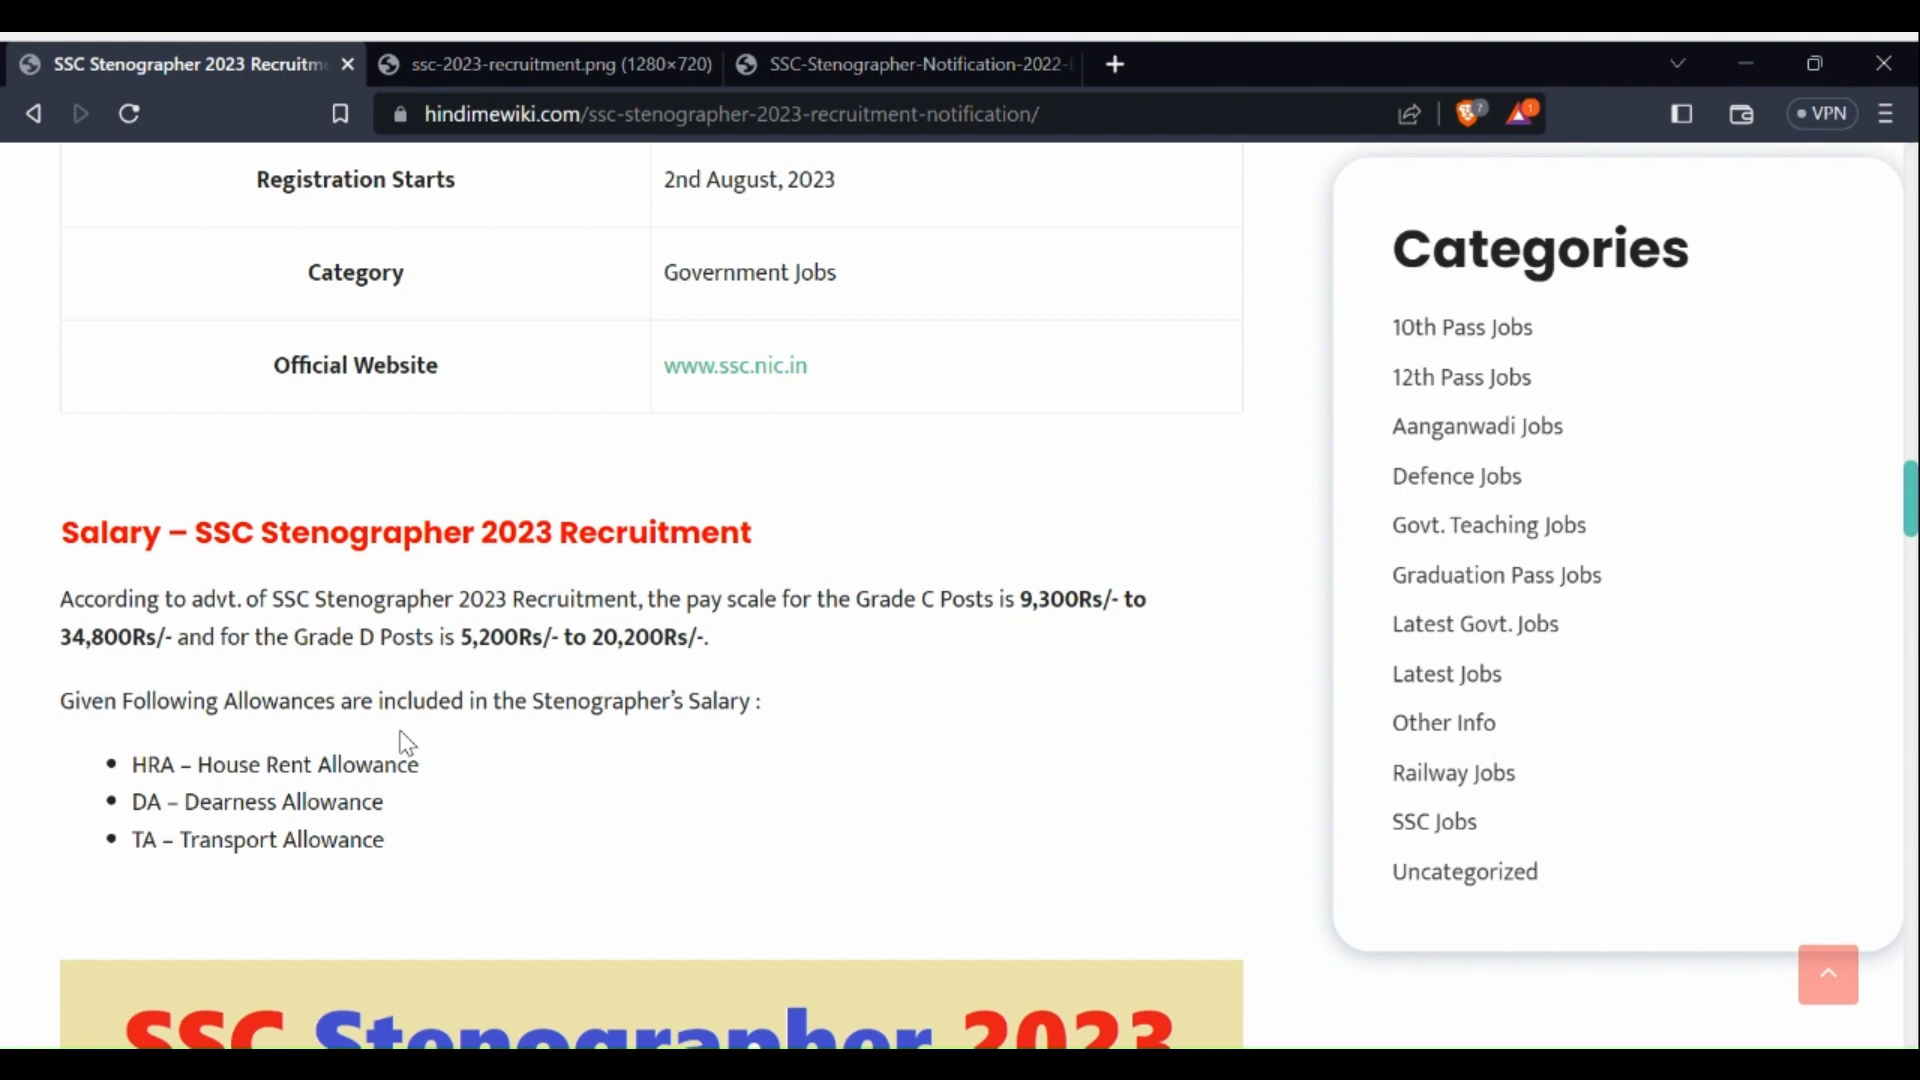 SSC Stenographer 2023 Recruitm
ssc-2023-recruitment.png (1280×720)
SSC-Stenographer-Notification-2022-
hindimewiki.com/ssc-stenographer-2023-recruitment-notification/
7
1
VPN
Registration Starts 2nd August, 2023
Category Government Jobs
Official Website www.ssc.nic.in
Salary – SSC Stenographer 2023 Recruitment
According to advt. of SSC Stenographer 2023 Recruitment, the pay scale for the Grade C Posts is 9,300Rs/- to
34,800Rs/- and for the Grade D Posts is 5,200Rs/- to 20,200Rs/-.
Given Following Allowances are included in the Stenographer’s Salary :
HRA – House Rent Allowance
DA – Dearness Allowance
TA – Transport Allowance
SSC Stenographer 2023
Categories
10th Pass Jobs
12th Pass Jobs
Aanganwadi Jobs
Defence Jobs
Govt. Teaching Jobs
Graduation Pass Jobs
Latest Govt. Jobs
Latest Jobs
Other Info
Railway Jobs
SSC Jobs
Uncategorized